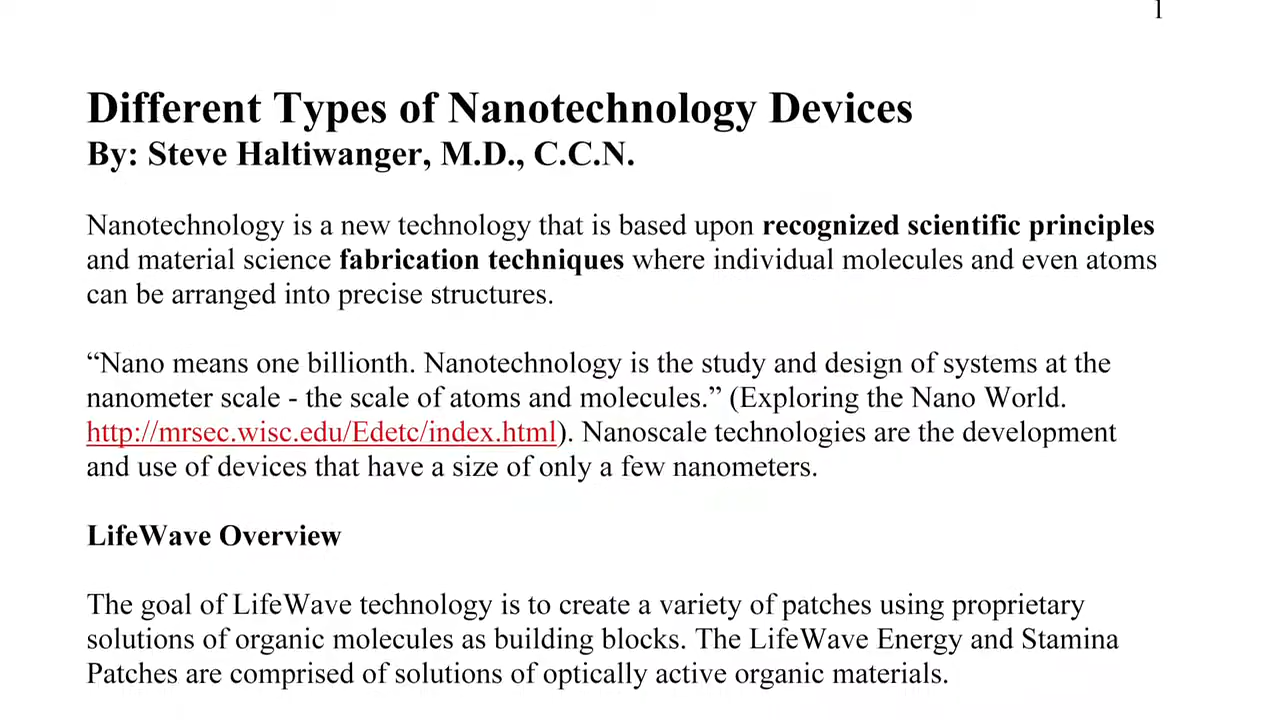 1
Different Types of Nanotechnology Devices
By: Steve Haltiwanger, M.D., C.C.N.
Nanotechnology is a new technology that is based upon recognized scientific principles
and material science fabrication techniques where individual molecules and even atoms
can be arranged into precise structures.
“Nano means one billionth. Nanotechnology is the study and design of systems at the
nanometer scale - the scale of atoms and molecules.” (Exploring the Nano World.
http://mrsec.wisc.edu/Edetc/index.html). Nanoscale technologies are the development
and use of devices that have a size of only a few nanometers.
LifeWave Overview
The goal of LifeWave technology is to create a variety of patches using proprietary
solutions of organic molecules as building blocks. The LifeWave Energy and Stamina
Patches are comprised of solutions of optically active organic materials.